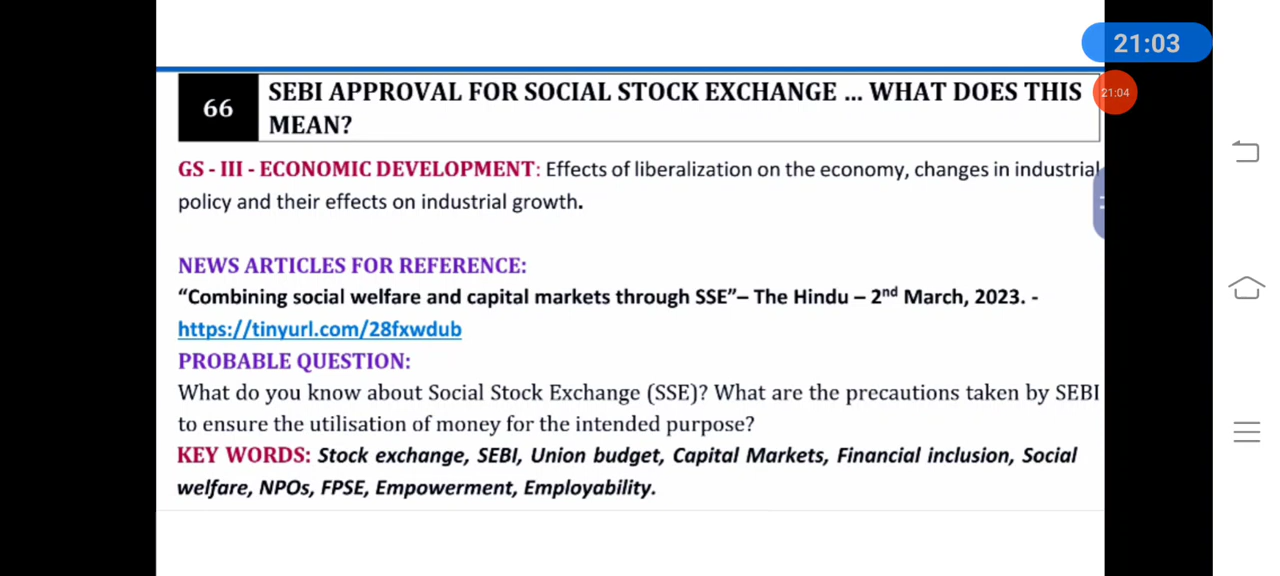 21:03
66
SEBI APPROVAL FOR SOCIAL STOCK EXCHANGE ... WHAT DOES THIS
MEAN?
21:04
GS - III - ECONOMIC DEVELOPMENT: Effects of liberalization on the economy, changes in industrial
policy and their effects on industrial growth.
NEWS ARTICLES FOR REFERENCE:
“Combining social welfare and capital markets through SSE”– The Hindu – 2nd March, 2023. -
https://tinyurl.com/28fxwdub
PROBABLE QUESTION:
What do you know about Social Stock Exchange (SSE)? What are the precautions taken by SEBI
to ensure the utilisation of money for the intended purpose?
KEY WORDS: Stock exchange, SEBI, Union budget, Capital Markets, Financial inclusion, Social
welfare, NPOs, FPSE, Empowerment, Employability.